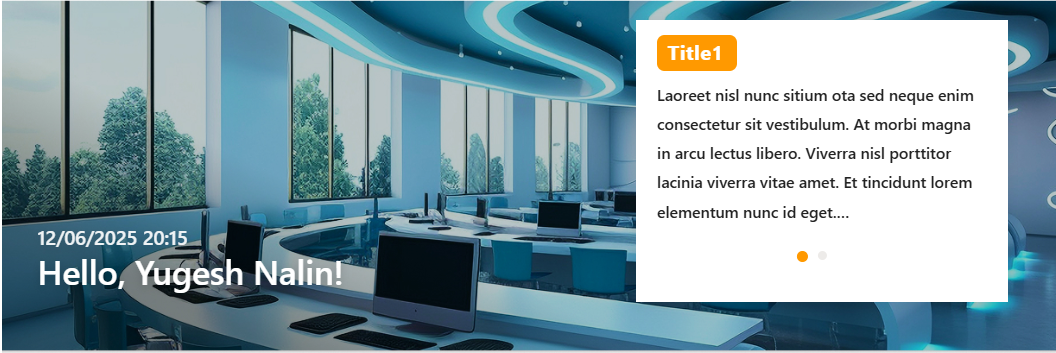 Title1
Laoreet nisl nunc sitium ota sed neque enim
consectetur sit vestibulum. At morbi magna
in arcu lectus libero. Viverra nisl porttitor
lacinia viverra vitae amet. Et tincidunt lorem
elementum nunc id eget....
12/06/2025 20:15
Hello, Yugesh Nalin!